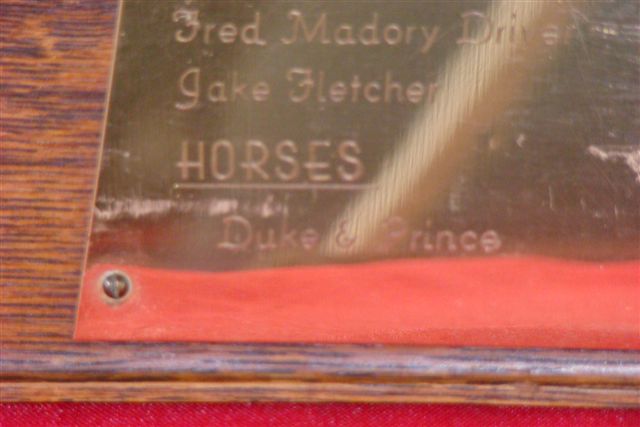 Fred Madory Driver
Jake Fletcher
HORSES
Duke & Prince